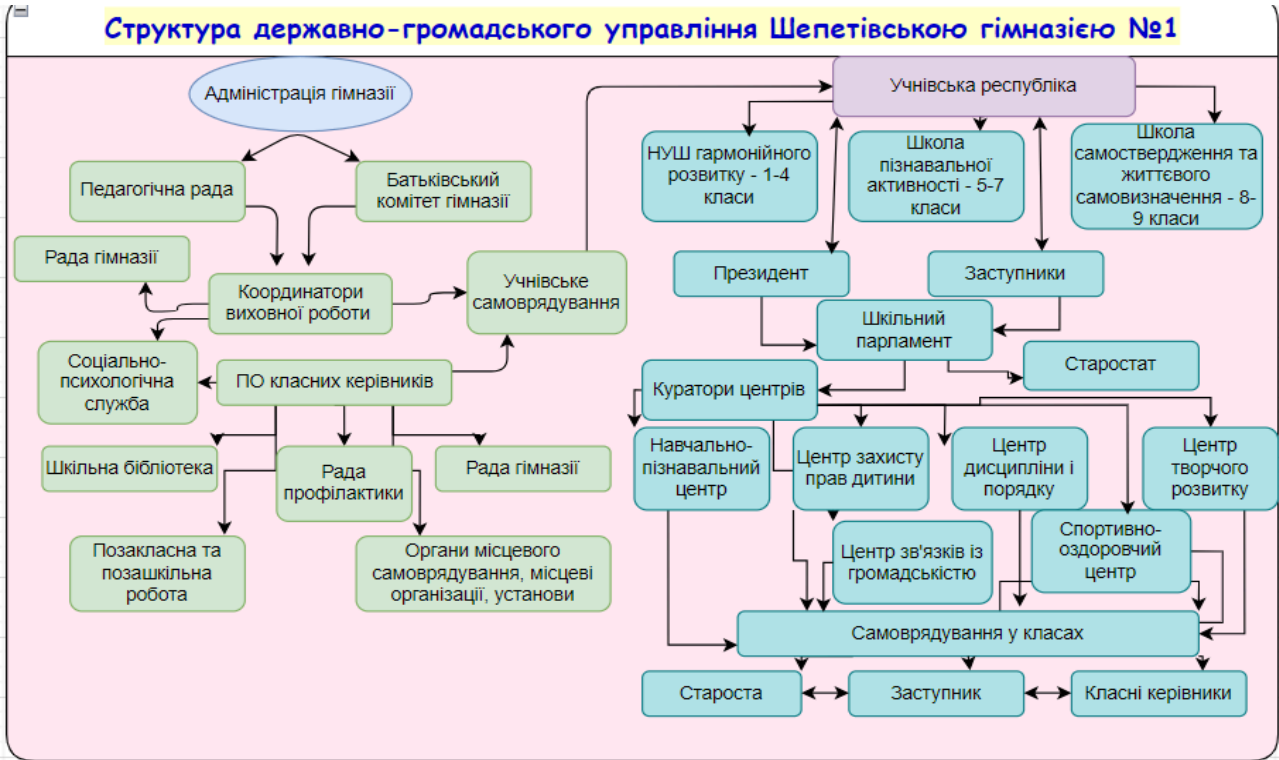 Структура державно-громадського управління Шепетівською гімназією №1
Адміністрація гімназії
Педагогічна рада
Батьківський
комітет гімназії
Рада гімназії
Координатори
виховної роботи
Учнівське
самоврядування
Соціально-
психологічна
служба
ПО класних керівників
Шкільна бібліотека
Рада
профілактики
Рада гімназії
Позакласна та
позашкільна
робота
Органи місцевого
самоврядування, місцеві
організації, установи
Учнівська республіка
НУШ гармонійного
розвитку - 1-4
класи
Школа
пізнавальної
активності - 5-7
класи
Школа
самоствердження та
життєвого
самовизначення - 8-
9 класи
Президент
Заступники
Шкільний
парламент
Старостат
Куратори центрів
Навчально-
пізнавальний
центр
Центр захисту
прав дитини
Центр
дисципліни і
порядку
Центр
творчого
розвитку
Центр зв'язків із
громадськістю
Спортивно-
оздоровчий
центр
Самоврядування у класах
Староста
Заступник
Класні керівники